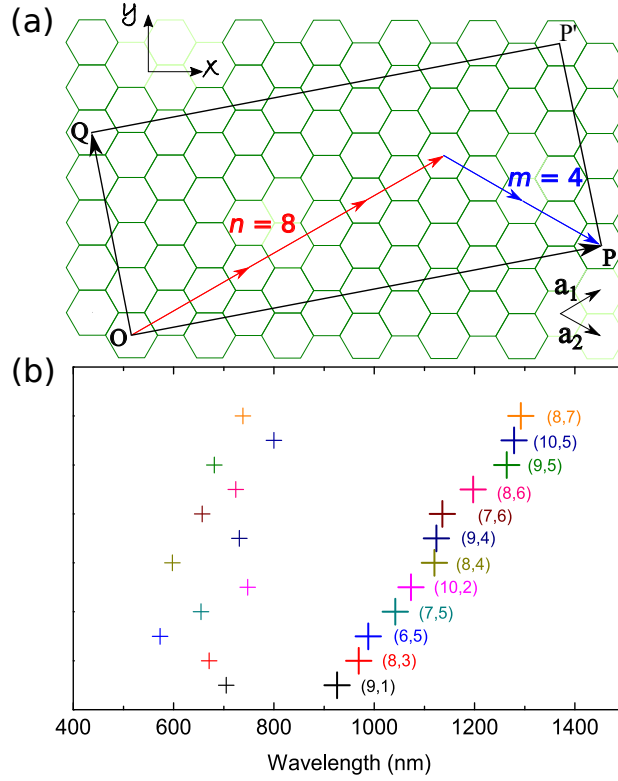 (a)
y
x
P'
Q
n = 8
m = 4
P
O
a1
a2
(b)
(8,7)
(10,5)
(9,5)
(8,6)
(7,6)
(9,4)
(8,4)
(10,2)
(7,5)
(6,5)
(8,3)
(9,1)
400 600 800 1000 1200 1400
Wavelength (nm)